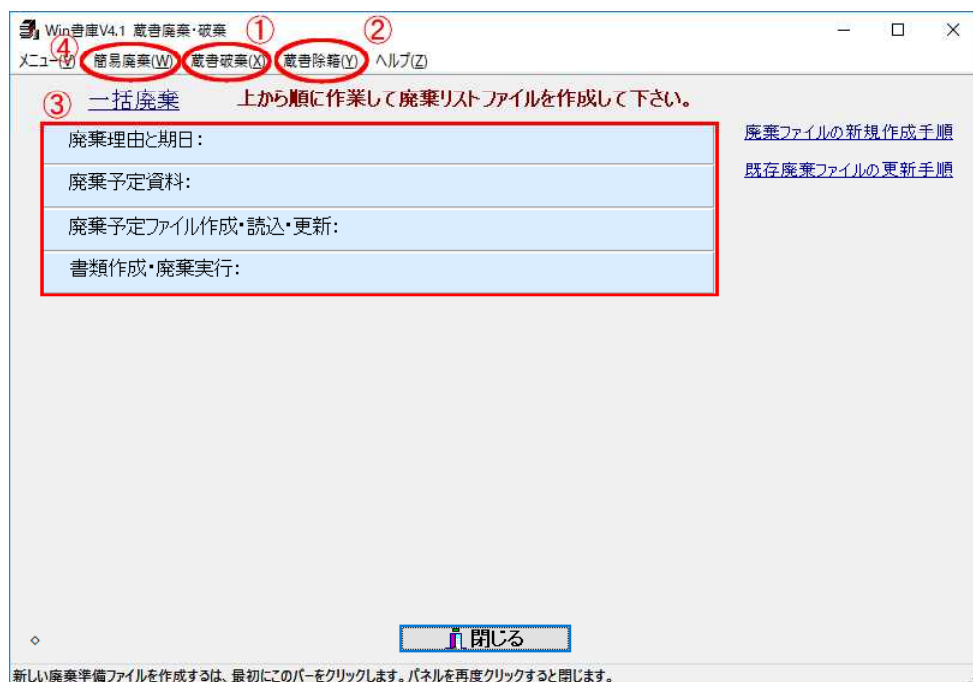 Win書庫V4.1 蔵書廃棄・破棄 ① ②
④
メニュー(V) 簡易廃棄(W) 蔵書破棄(X) 蔵書除籍(Y) ヘルプ(Z)
③ 一括廃棄 上から順に作業して廃棄リストファイルを作成して下さい。
廃棄理由と期日:
廃棄予定資料:
廃棄予定ファイル作成・読込・更新:
書類作成・廃棄実行:
廃棄ファイルの新規作成手順
既存廃棄ファイルの更新手順
閉じる
新しい廃棄準備ファイルを作成するは、最初にこのバーをクリックします。パネルを再度クリックすると閉じます。